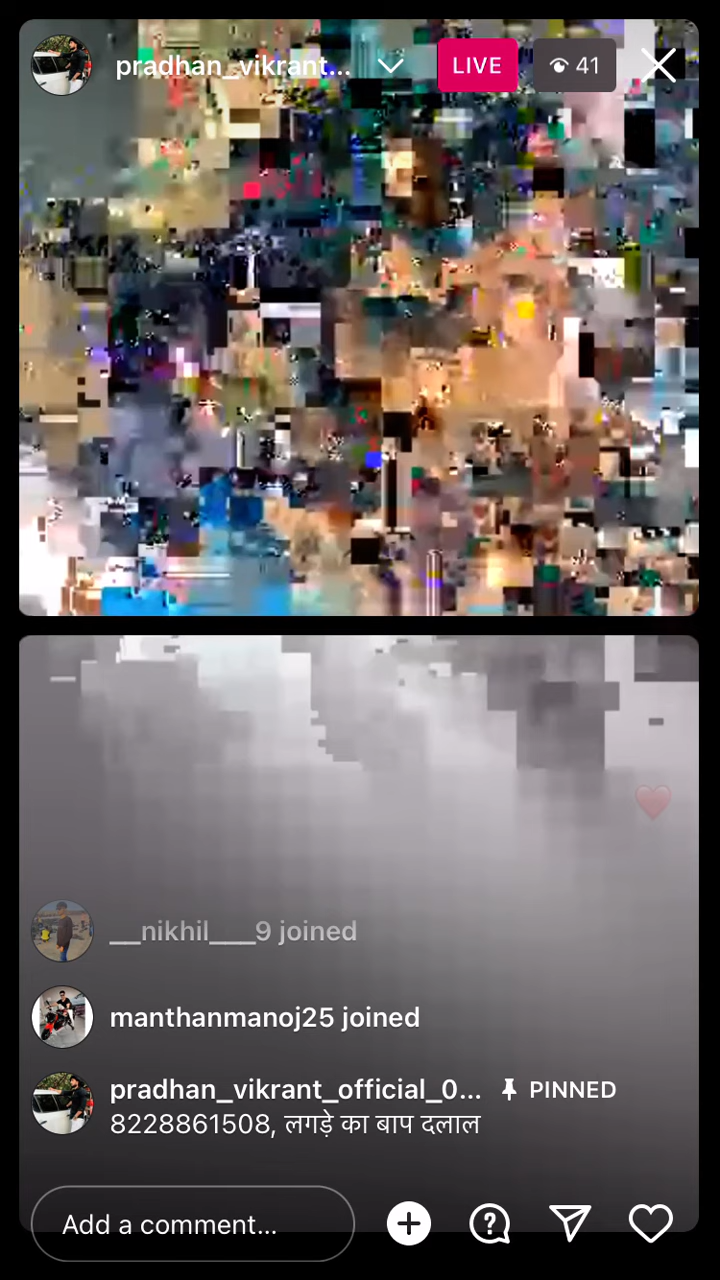 pradhan_vikrant... LIVE 41
__nikhil___9 joined
manthanmanoj25 joined
pradhan_vikrant_official_0... PINNED
8228861508, लगड़े का बाप दलाल
Add a comment...